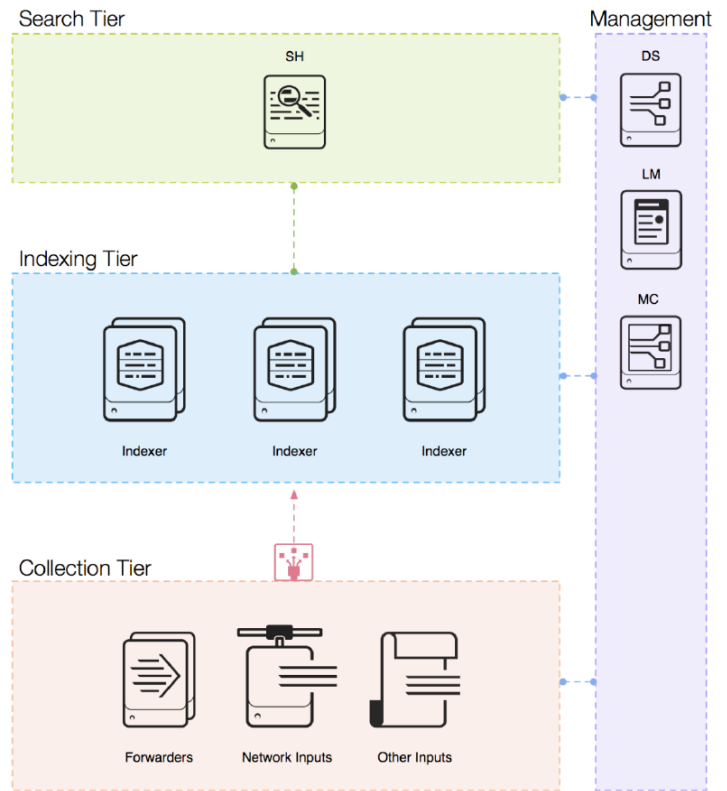 Search Tier
Management
SH
DS
LM
Indexing Tier
MC
Indexer
Indexer
Indexer
Collection Tier
Forwarders
Network Inputs
Other Inputs